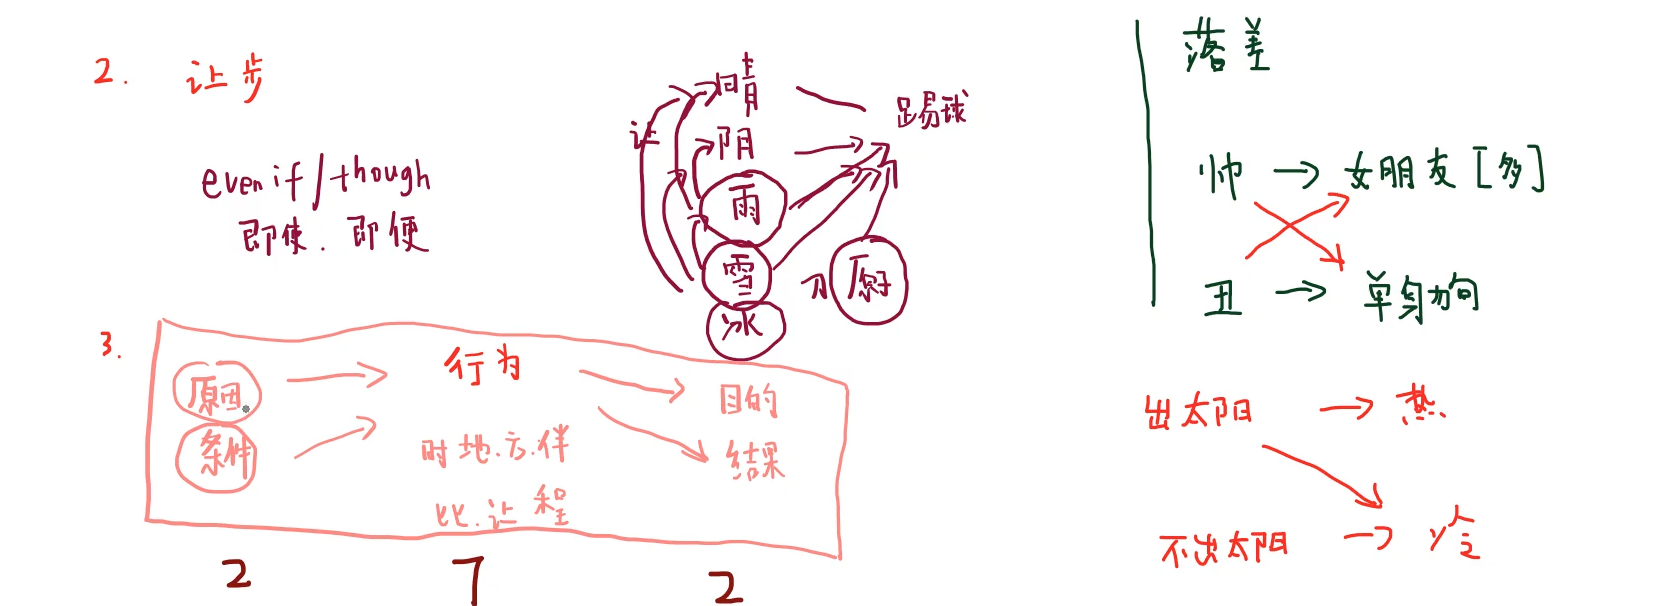 2. 让步
even if/though
即使. 即便
让
晴
阴
雨
雪
冰
踢球
刀
3.
原因 → 行为 → 目的
条件
时.地.方.伴
结果
比.让 程
2 7 2
落差
帅 → 女朋友[多]
丑 → 单身狗
出太阳 → 热
不出太阳 → 冷